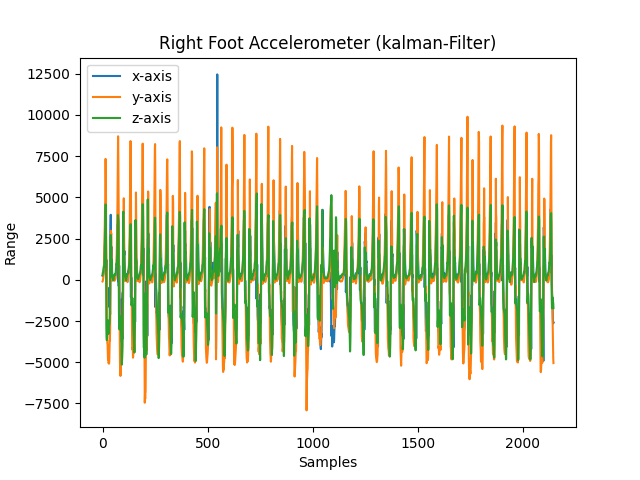 Right Foot Accelerometer (kalman-Filter)
x-axis
y-axis
z-axis
12500
10000
7500
5000
2500
0
−2500
−5000
−7500
Range
0 500 1000 1500 2000
Samples